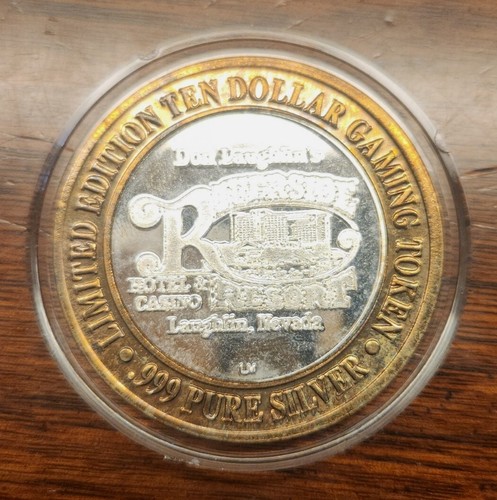 LIMITED EDITION TEN DOLLAR GAMING TOKEN
• .999 PURE SILVER •
Don Laughlin's
RIVERSIDE
HOTEL &
CASINO RESORT
Laughlin, Nevada
LM